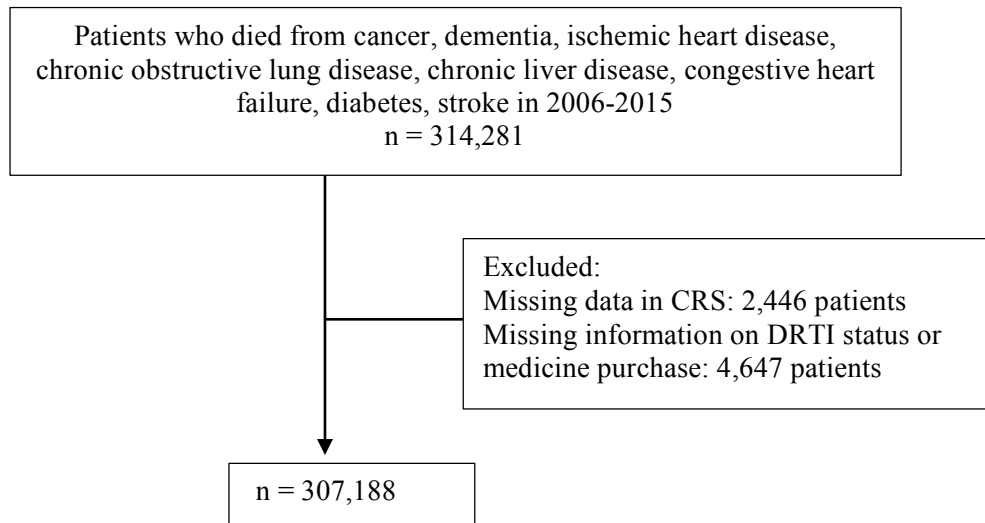 Patients who died from cancer, dementia, ischemic heart disease,
chronic obstructive lung disease, chronic liver disease, congestive heart
failure, diabetes, stroke in 2006-2015
n = 314,281
Excluded:
Missing data in CRS: 2,446 patients
Missing information on DRTI status or
medicine purchase: 4,647 patients
n = 307,188